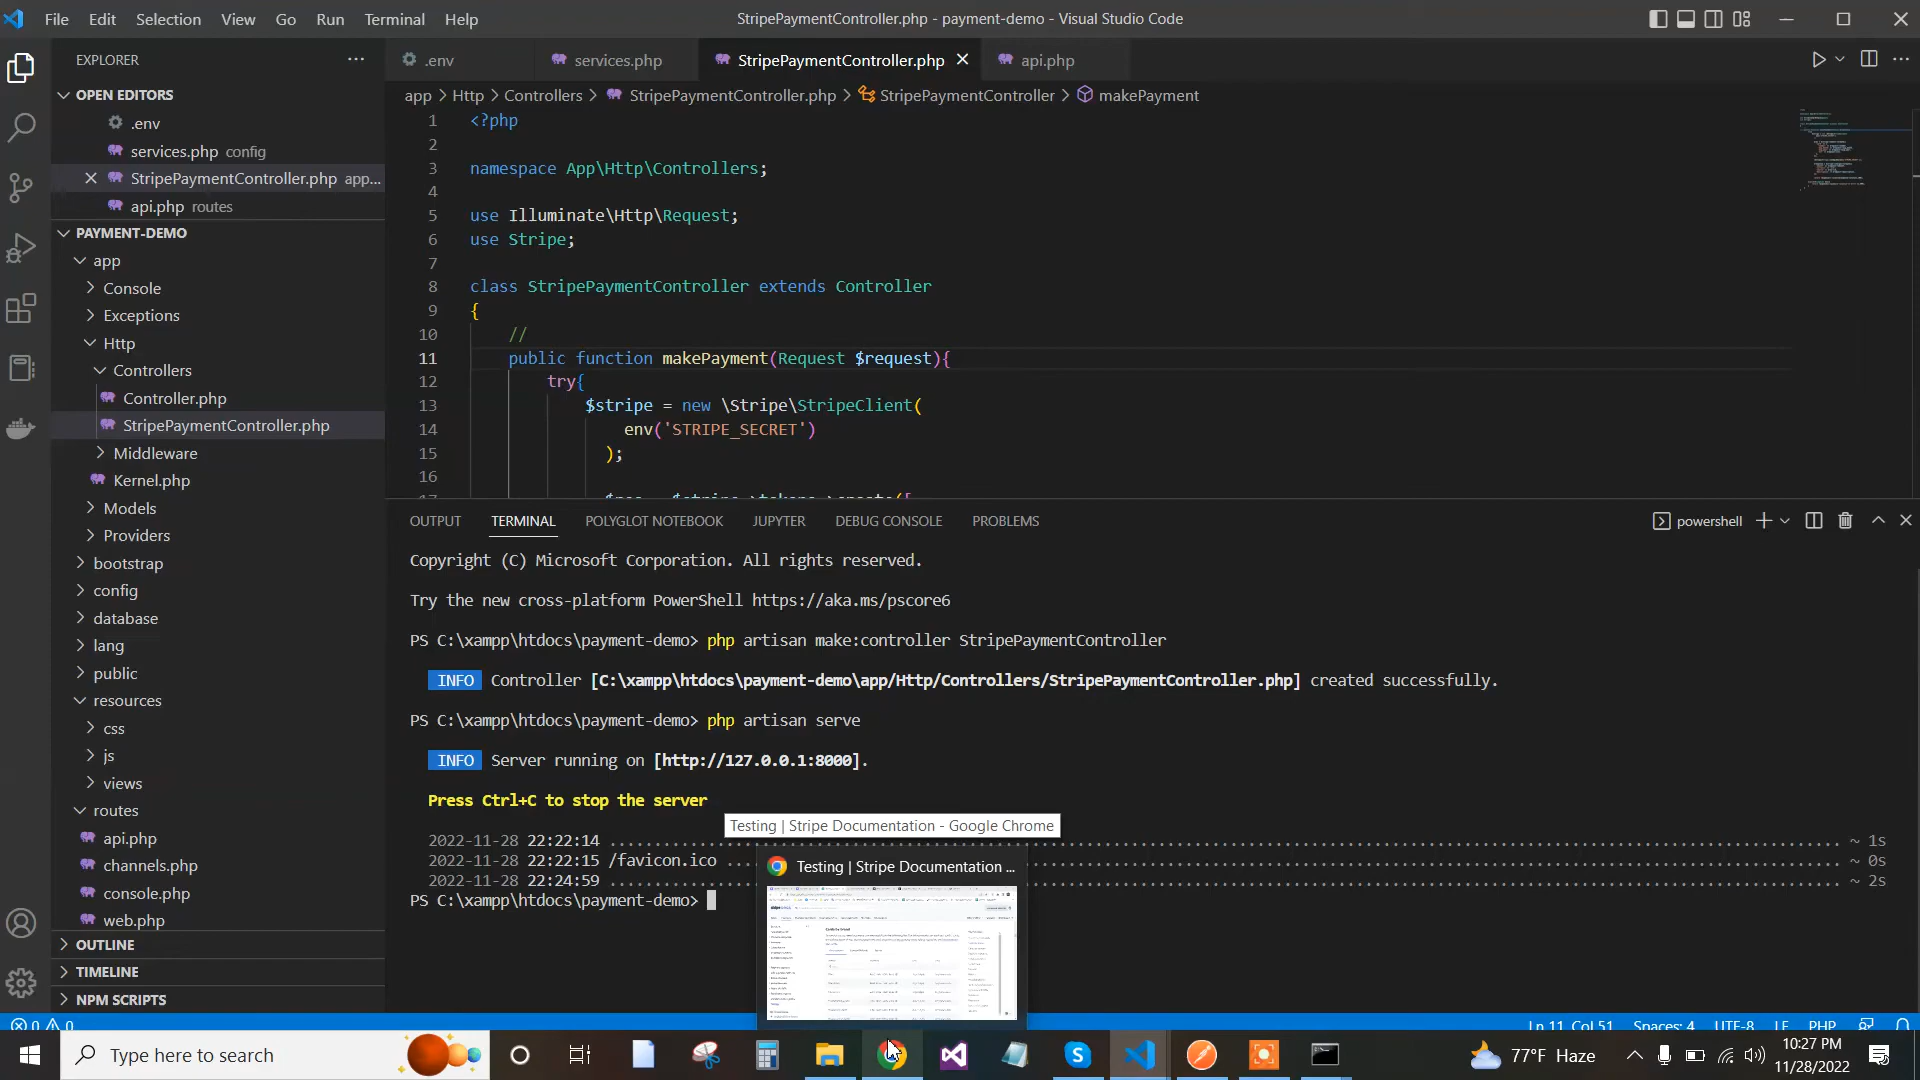 File Edit Selection View Go Run Terminal Help
StripePaymentController.php - payment-demo - Visual Studio Code
EXPLORER
OPEN EDITORS
.env
services.php config
StripePaymentController.php app...
api.php routes
PAYMENT-DEMO
app
Console
Exceptions
Http
Controllers
Controller.php
StripePaymentController.php
Middleware
Kernel.php
Models
Providers
bootstrap
config
database
lang
public
resources
css
js
views
routes
api.php
channels.php
console.php
web.php
OUTLINE
TIMELINE
NPM SCRIPTS
.env services.php StripePaymentController.php api.php
app > Http > Controllers > StripePaymentController.php > StripePaymentController > makePayment
1 <?php
2
3 namespace App\Http\Controllers;
4
5 use Illuminate\Http\Request;
6 use Stripe;
7
8 class StripePaymentController extends Controller
9 {
10 //
11 public function makePayment(Request $request){
12 try{
13 $stripe = new \Stripe\StripeClient(
14 env('STRIPE_SECRET')
15 );
16
OUTPUT TERMINAL POLYGLOT NOTEBOOK JUPYTER DEBUG CONSOLE PROBLEMS
powershell
Copyright (C) Microsoft Corporation. All rights reserved.
Try the new cross-platform PowerShell https://aka.ms/pscore6
PS C:\xampp\htdocs\payment-demo> php artisan make:controller StripePaymentController
INFO Controller [C:\xampp\htdocs\payment-demo\app/Http/Controllers/StripePaymentController.php] created successfully.
PS C:\xampp\htdocs\payment-demo> php artisan serve
INFO Server running on [http://127.0.0.1:8000].
Press Ctrl+C to stop the server
2022-11-28 22:22:14 ........ ~ 1s
2022-11-28 22:22:15 /favicon.ico ........ ~ 0s
2022-11-28 22:24:59 ........ ~ 2s
PS C:\xampp\htdocs\payment-demo>
Testing | Stripe Documentation - Google Chrome
Testing | Stripe Documentation ...
0 0
Ln 11, Col 51 Spaces: 4 UTF-8 LF PHP
Type here to search
77°F Haze
10:27 PM
11/28/2022